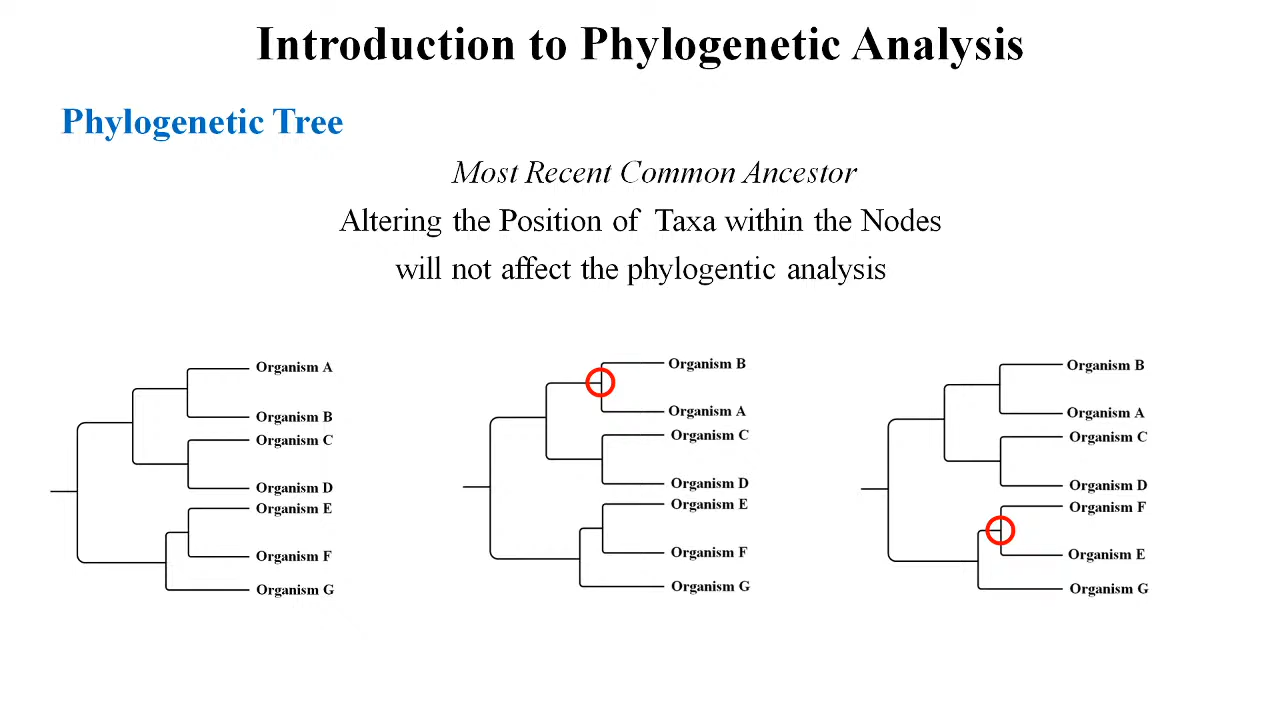 Introduction to Phylogenetic Analysis
Phylogenetic Tree
Most Recent Common Ancestor
Altering the Position of Taxa within the Nodes
will not affect the phylogentic analysis
Organism A
Organism B
Organism C
Organism D
Organism E
Organism F
Organism G
Organism B
Organism A
Organism C
Organism D
Organism E
Organism F
Organism G
Organism B
Organism A
Organism C
Organism D
Organism F
Organism E
Organism G